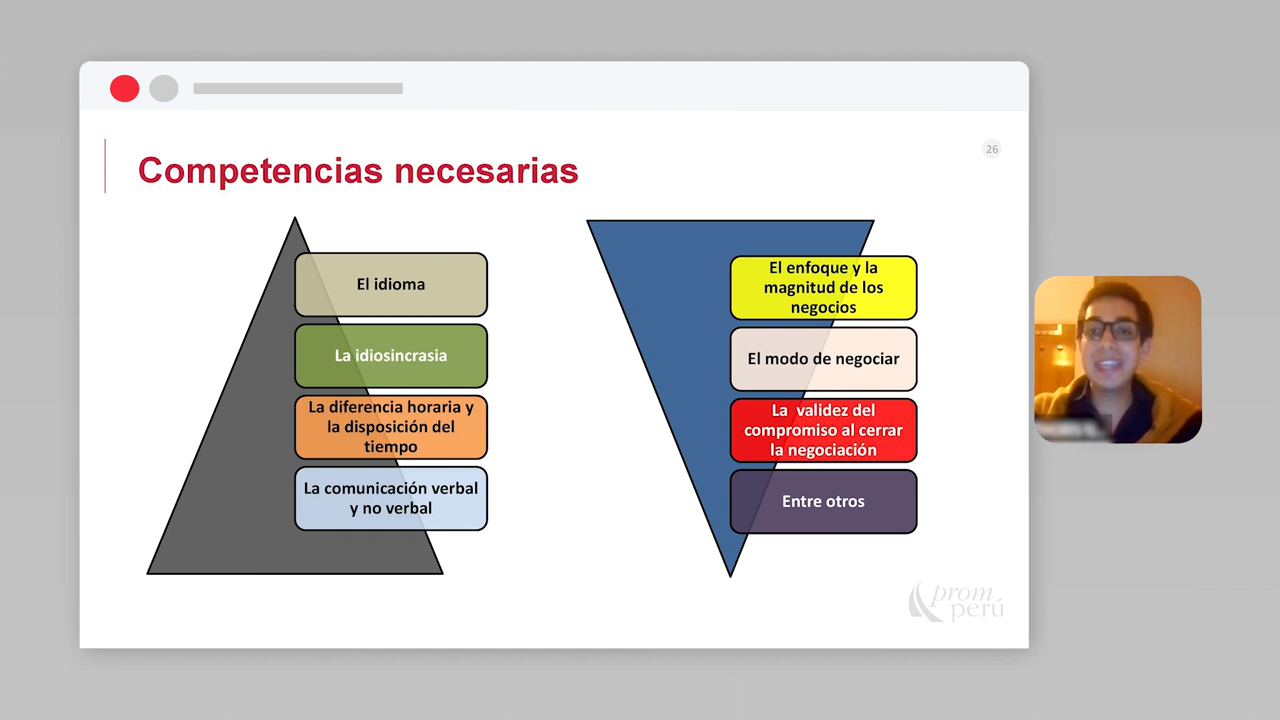 26
Competencias necesarias
El idioma
La idiosincrasia
La diferencia horaria y
la disposición del
tiempo
La comunicación verbal
y no verbal
El enfoque y la
magnitud de los
negocios
El modo de negociar
La validez del
compromiso al cerrar
la negociación
Entre otros
prom
perú